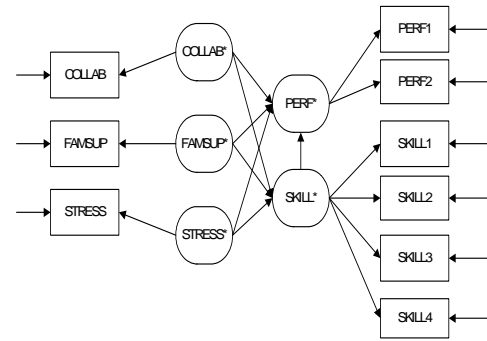 COLLAB
FAMSUP
STRESS
COLLAB*
FAMSUP*
STRESS*
PERF*
SKILL*
PERF1
PERF2
SKILL1
SKILL2
SKILL3
SKILL4